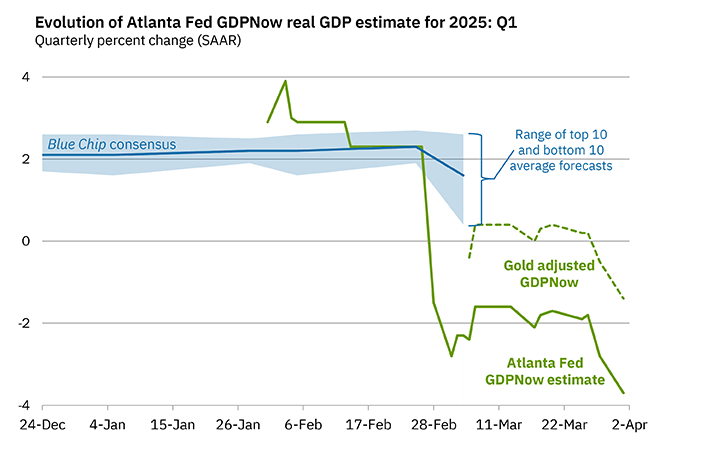 Evolution of Atlanta Fed GDPNow real GDP estimate for 2025: Q1
Quarterly percent change (SAAR)
4
Blue Chip consensus
Range of top 10
and bottom 10
average forecasts
2
0
Gold adjusted
GDPNow
-2
Atlanta Fed
GDPNow estimate
-4
24-Dec 4-Jan 15-Jan 26-Jan 6-Feb 17-Feb 28-Feb 11-Mar 22-Mar 2-Apr